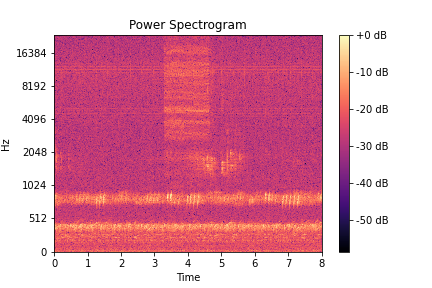 Power Spectrogram
+0 dB
16384
-10 dB
8192
-20 dB
4096
-30 dB
Hz
2048
-40 dB
1024
512
-50 dB
0
0 1 2 3 4 5 6 7 8
Time